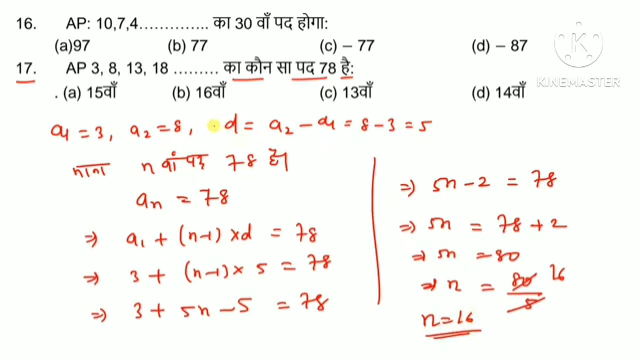 16. AP: 10,7,4.............. का 30 वाँ पद होगा:
(a)97 (b) 77 (c) – 77 (d) – 87
17. AP 3, 8, 13, 18 ......... का कौन सा पद 78 है:
. (a) 15वाँ (b) 16वाँ (c) 13वाँ (d) 14वाँ
KINEMASTER
a₁ = 3, a₂ = 8, d = a₂ – a₁ = 8 – 3 = 5
माना n वां पद 78 है।
aₙ = 78
⇒ a₁ + (n–1) × d = 78
⇒ 3 + (n–1) × 5 = 78
⇒ 3 + 5n – 5 = 78
⇒ 5n – 2 = 78
⇒ 5n = 78 + 2
⇒ 5n = 80
⇒ n = 80/5 16
n = 16